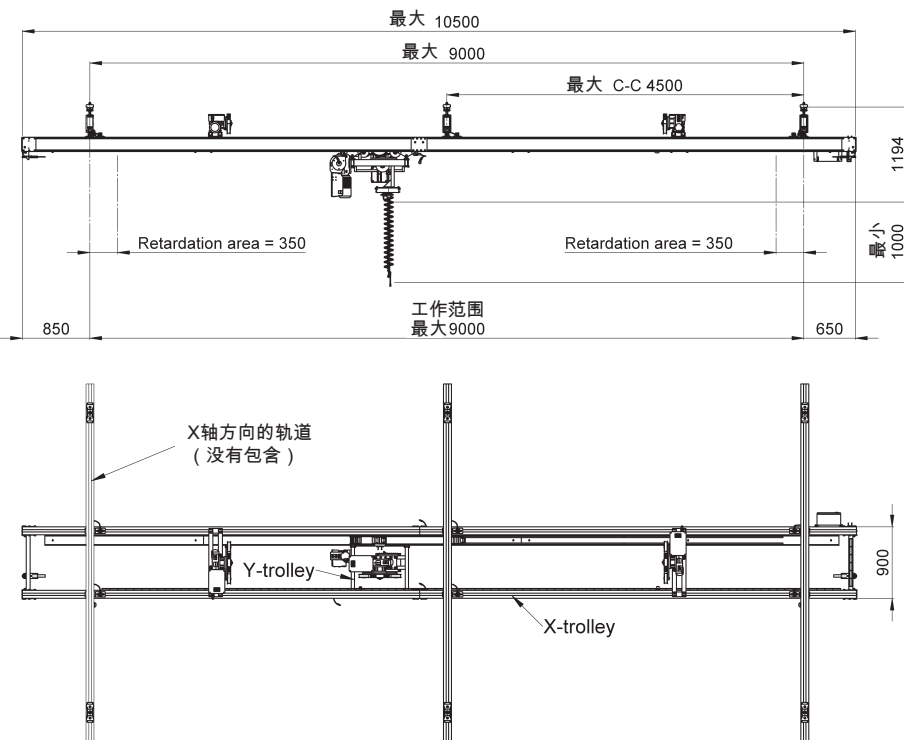 最大 10500
最大 9000
最大 C-C 4500
1194
Retardation area = 350
Retardation area = 350
最小
1000
工作范围
850
最大9000
650
X轴方向的轨道
（没有包含）
900
Y-trolley
X-trolley